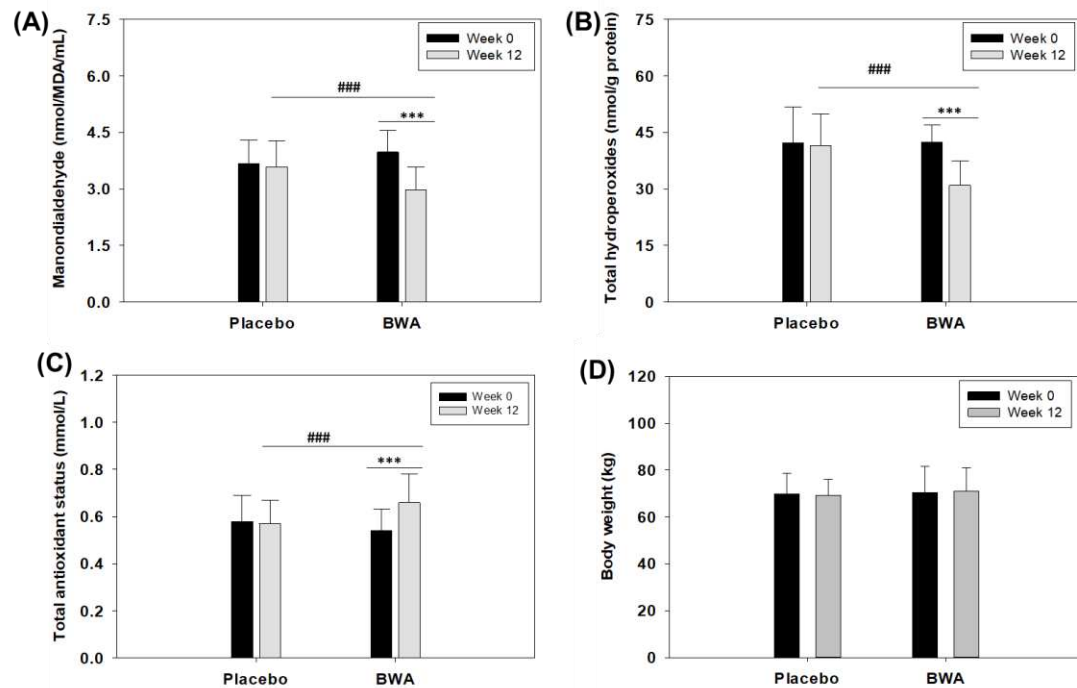 (A)
Manondialdehyde (nmol/MDA/mL)
7.5
6.0
4.5
3.0
1.5
0.0
Week 0
Week 12
###
***
Placebo
BWA
(B)
Total hydroperoxides (nmol/g protein)
75
60
45
30
15
0
Week 0
Week 12
###
***
Placebo
BWA
(C)
Total antioxidant status (mmol/L)
1.2
1.0
0.8
0.6
0.4
0.2
0.0
Week 0
Week 12
###
***
Placebo
BWA
(D)
Body weight (kg)
120
100
80
60
40
20
0
Week 0
Week 12
Placebo
BWA